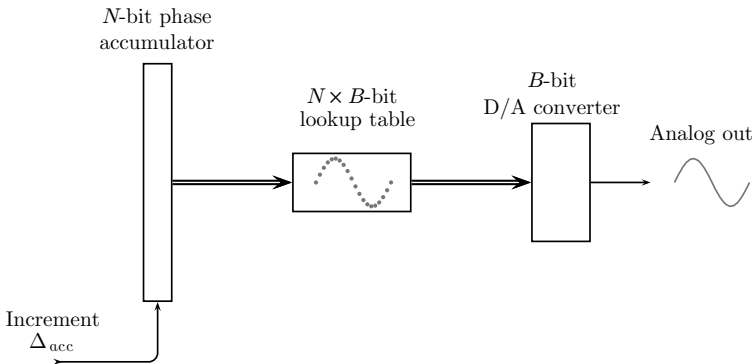 N-bit phase
accumulator
N × B-bit
lookup table
B-bit
D/A converter
Analog out
Increment
Δacc